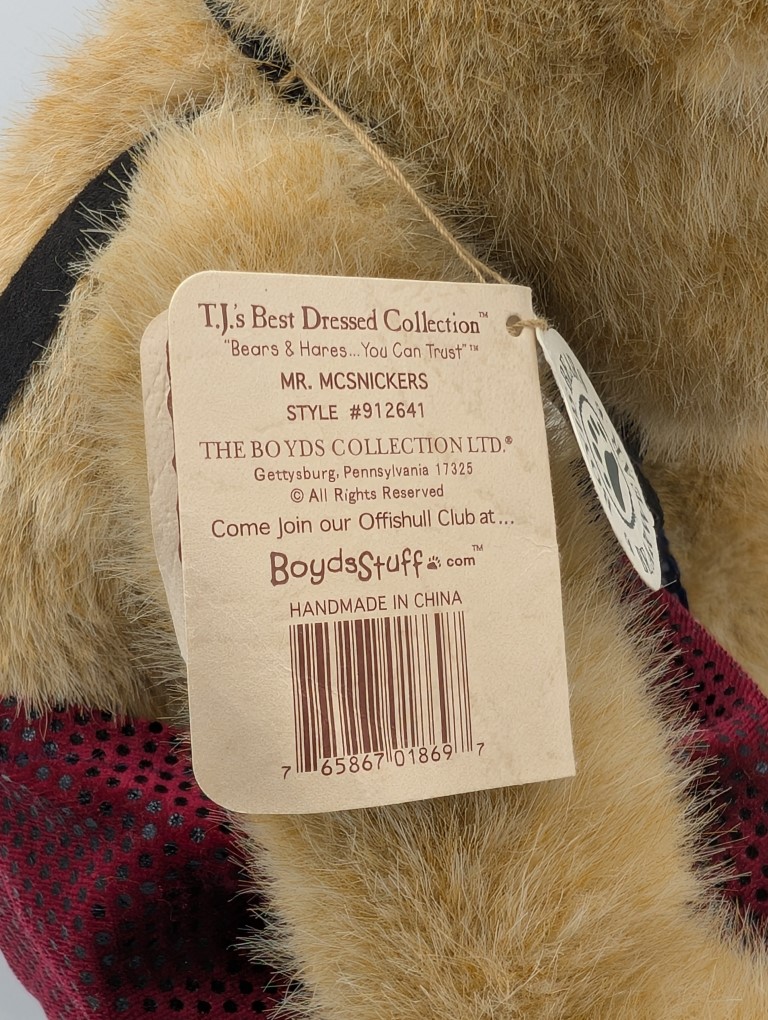 T.J.'s Best Dressed Collection™
"Bears & Hares...You Can Trust"™
MR. MCSNICKERS
STYLE #912641
THE BOYDS COLLECTION LTD.®
Gettysburg, Pennsylvania 17325
© All Rights Reserved
Come Join our Offishull Club at...
BoydsStuff.com™
HANDMADE IN CHINA
7 65867 01869 7